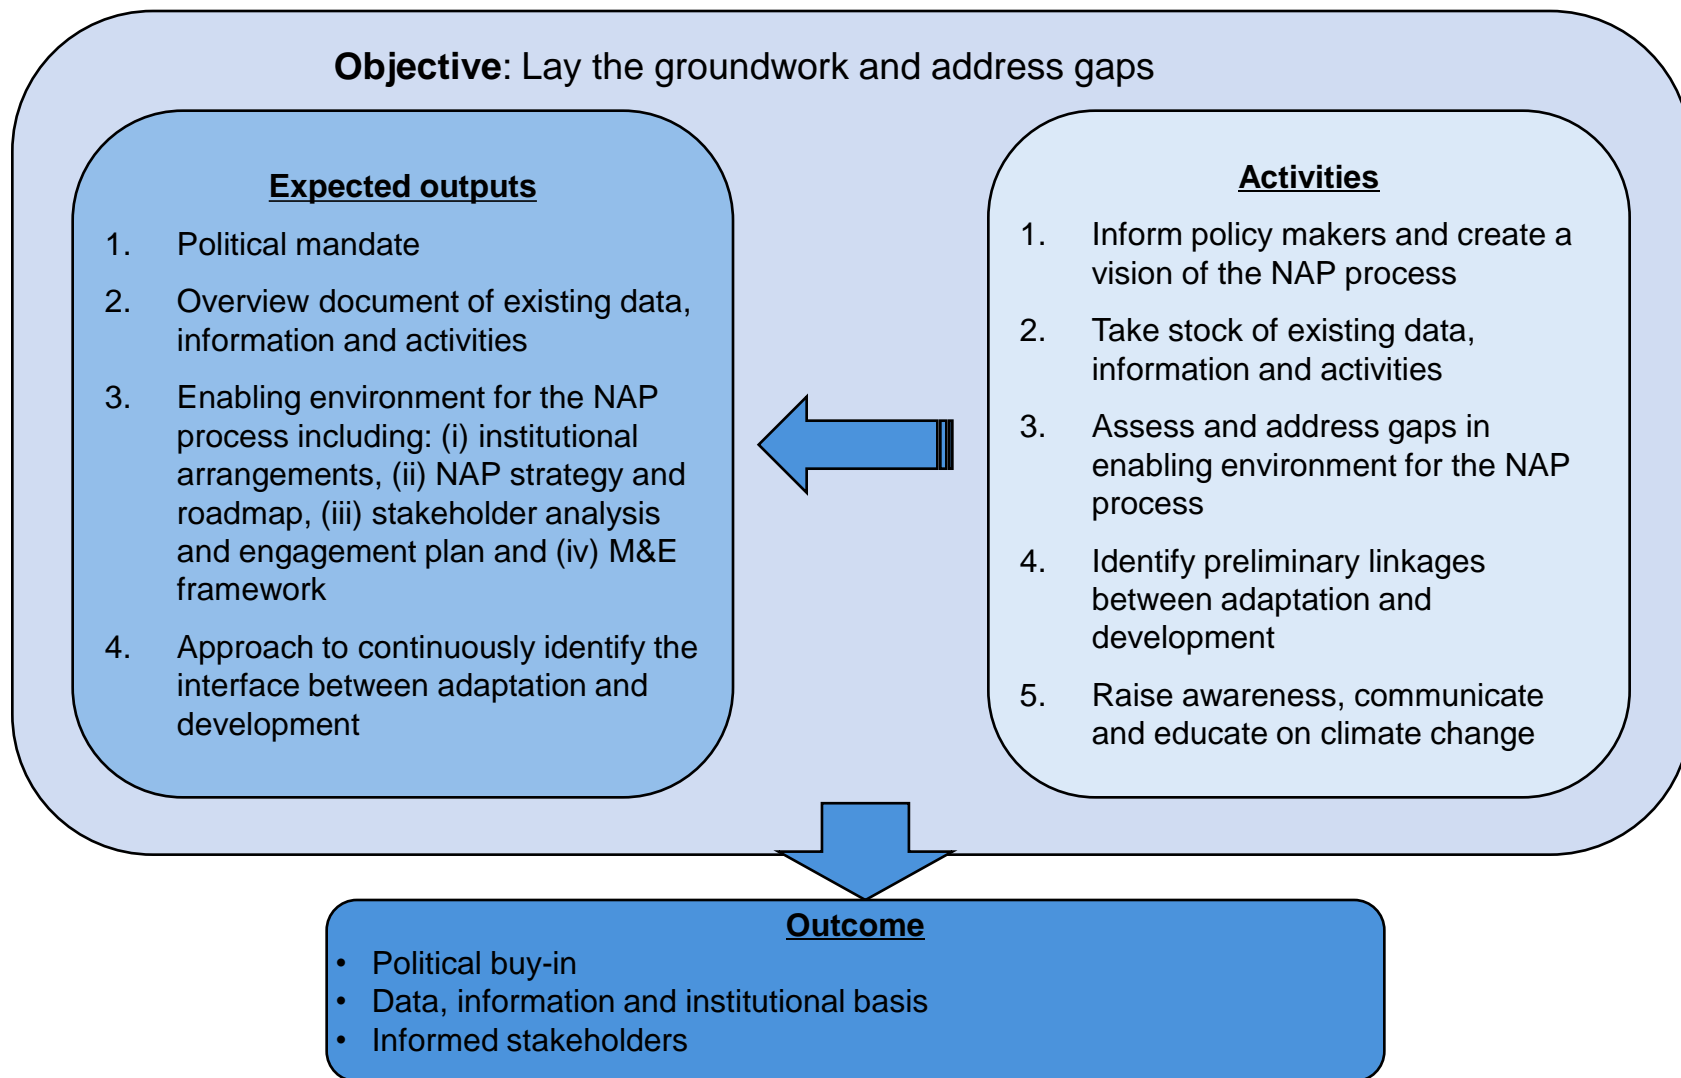 Objective: Lay the groundwork and address gaps
Expected outputs
1. Political mandate
2. Overview document of existing data,
information and activities
3. Enabling environment for the NAP
process including: (i) institutional
arrangements, (ii) NAP strategy and
roadmap, (iii) stakeholder analysis
and engagement plan and (iv) M&E
framework
4. Approach to continuously identify the
interface between adaptation and
development
Activities
1. Inform policy makers and create a
vision of the NAP process
2. Take stock of existing data,
information and activities
3. Assess and address gaps in
enabling environment for the NAP
process
4. Identify preliminary linkages
between adaptation and
development
5. Raise awareness, communicate
and educate on climate change
Outcome
• Political buy-in
• Data, information and institutional basis
• Informed stakeholders